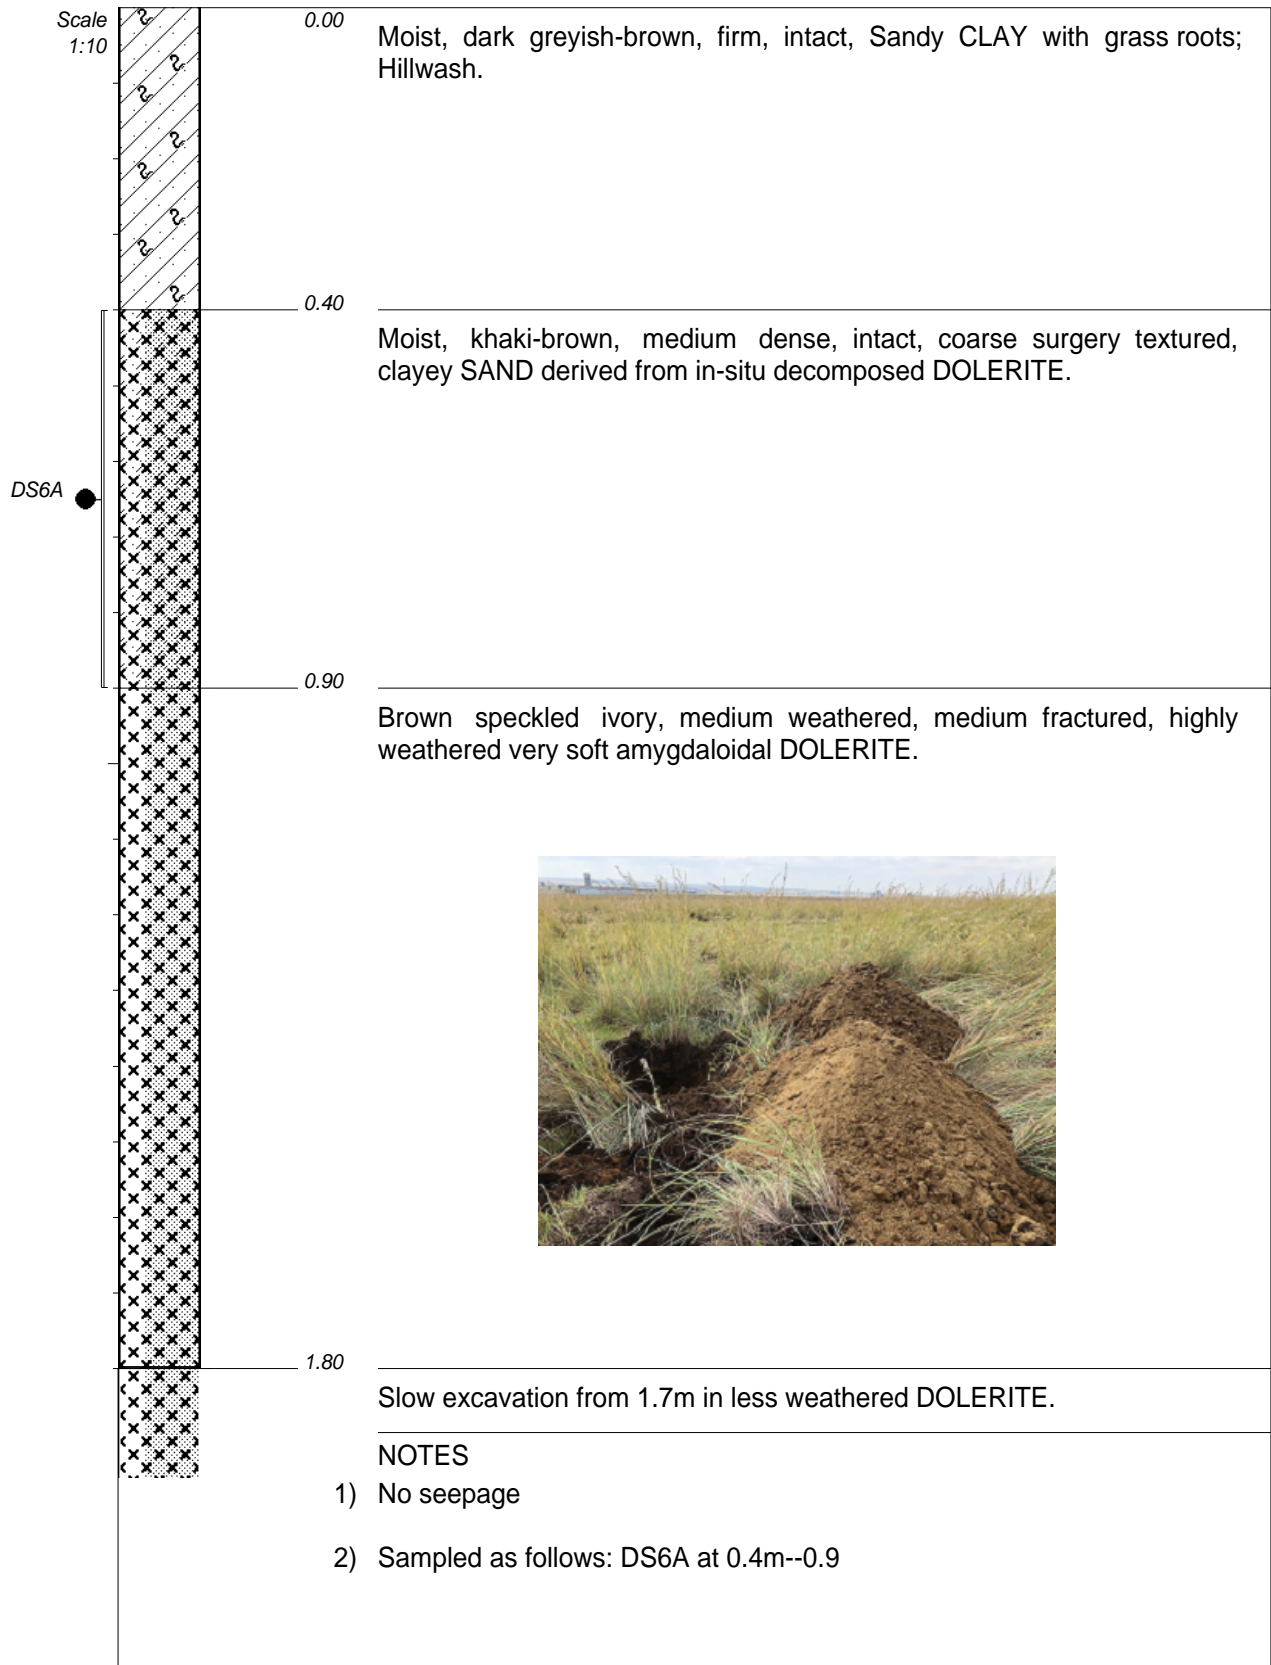 Scale
1:10
0.00
Moist, dark greyish-brown, firm, intact, Sandy CLAY with grass roots;
Hillwash.
0.40
Moist, khaki-brown, medium dense, intact, coarse surgery textured,
clayey SAND derived from in-situ decomposed DOLERITE.
DS6A
0.90
Brown speckled ivory, medium weathered, medium fractured, highly
weathered very soft amygdaloidal DOLERITE.
1.80
Slow excavation from 1.7m in less weathered DOLERITE.
NOTES
1) No seepage
2) Sampled as follows: DS6A at 0.4m--0.9